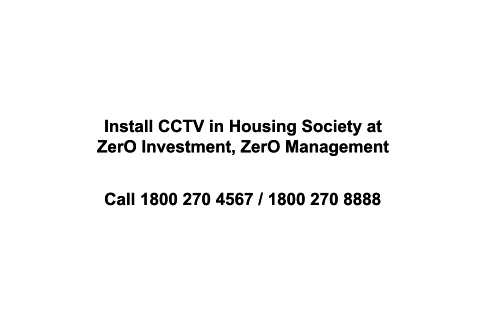 Install CCTV in Housing Society at
ZerO Investment, ZerO Management
Call 1800 270 4567 / 1800 270 8888